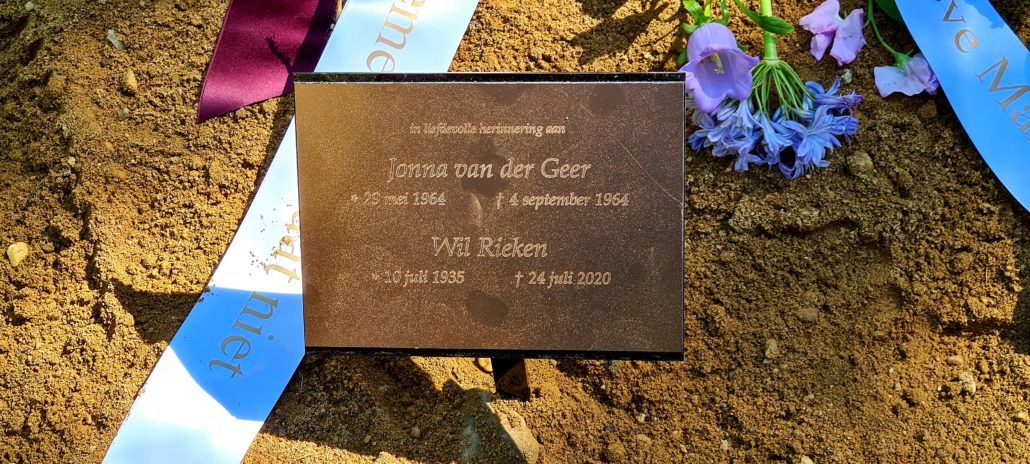 in liefdevolle herinnering aan
Jonna van der Geer
* 29 mei 1964 † 4 september 1964
Wil Rieken
* 10 juli 1935 † 24 juli 2020
niet